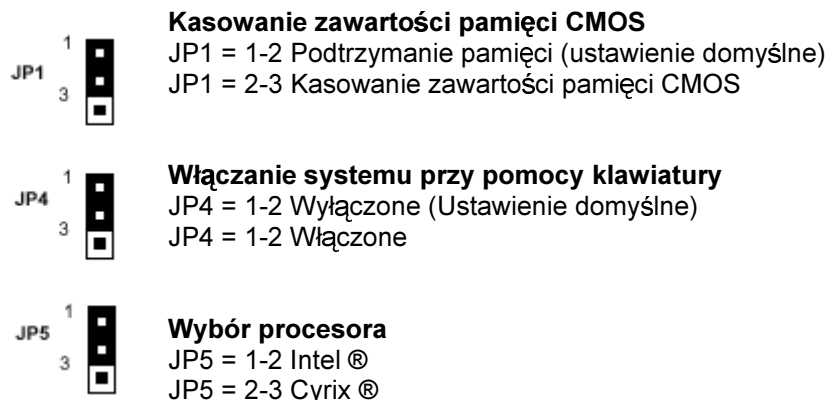 Kasowanie zawartości pamięci CMOS
1
JP1 = 1-2 Podtrzymanie pamięci (ustawienie domyślne)
JP1
JP1 = 2-3 Kasowanie zawartości pamięci CMOS
3
Włączanie systemu przy pomocy klawiatury
1
JP4 = 1-2 Wyłączone (Ustawienie domyślne)
JP4
JP4 = 1-2 Włączone
3
1
JP5
Wybór procesora
3
JP5 = 1-2 Intel ®
JP5 = 2-3 Cyrix ®